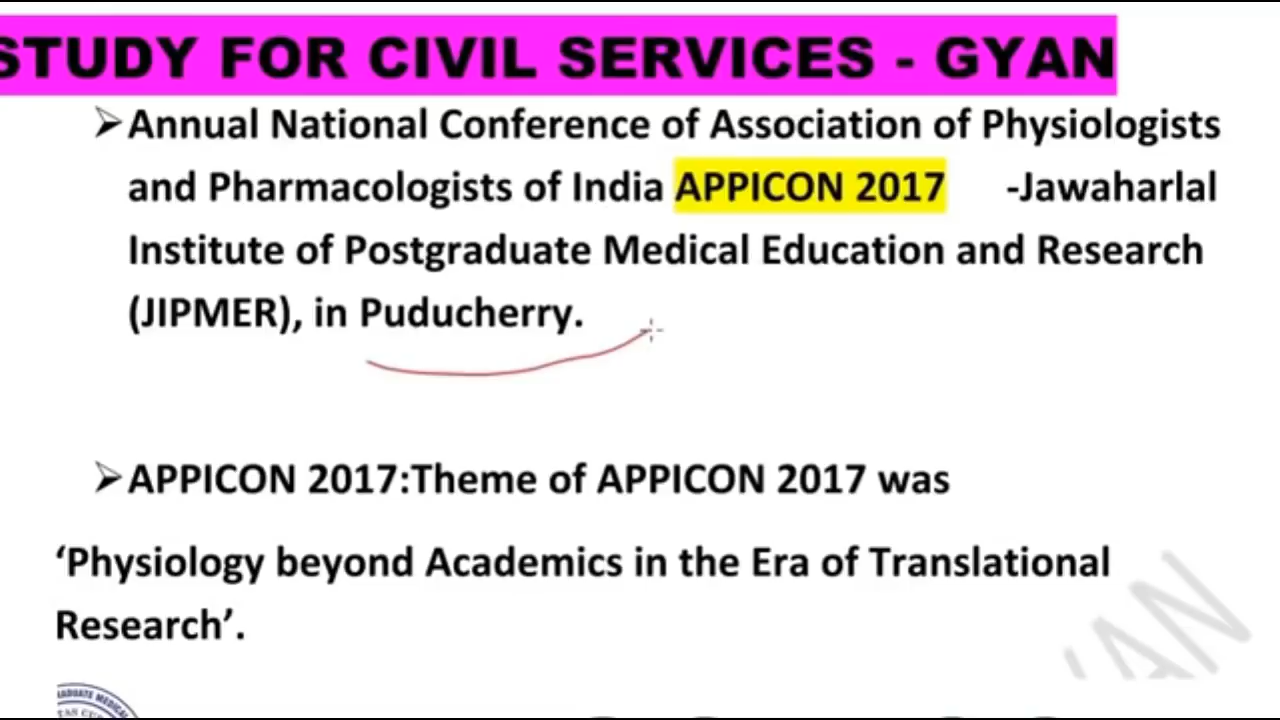 STUDY FOR CIVIL SERVICES - GYAN
➢Annual National Conference of Association of Physiologists
and Pharmacologists of India APPICON 2017 -Jawaharlal
Institute of Postgraduate Medical Education and Research
(JIPMER), in Puducherry.
➢APPICON 2017:Theme of APPICON 2017 was
‘Physiology beyond Academics in the Era of Translational
Research’.